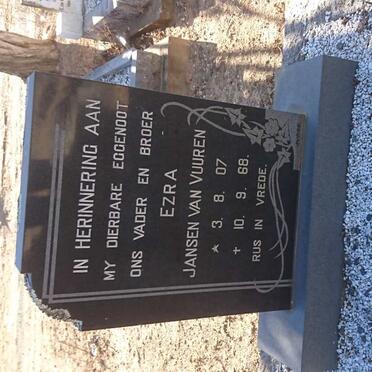 IN HERINNERING AAN
MY DIERBARE EGGENOOT
ONS VADER EN BROER
EZRA
JANSEN VAN VUUREN
★ 3. 8. 07
✝ 10. 9. 68.
RUS IN VREDE.